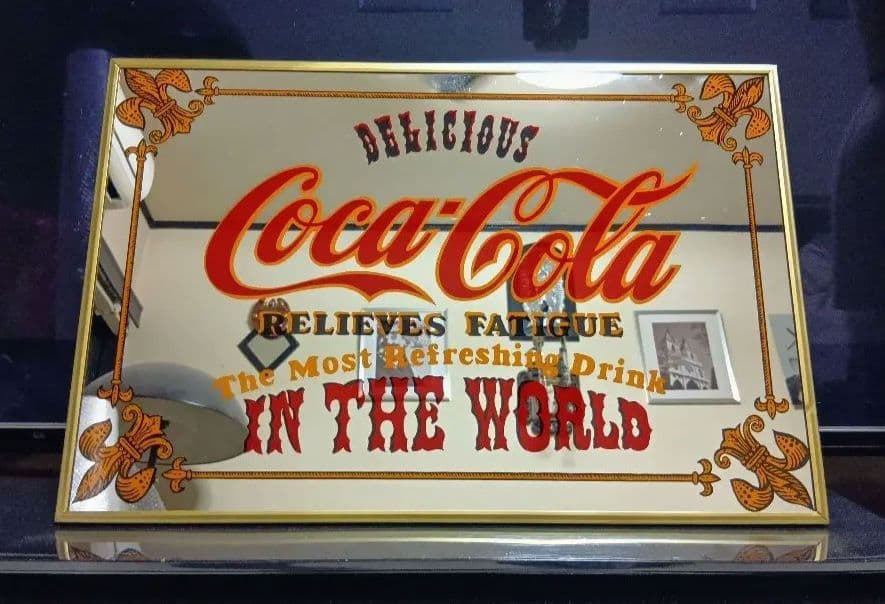 DELICIOUS
Coca-Cola
RELIEVES FATIGUE
The Most Refreshing Drink
IN THE WORLD